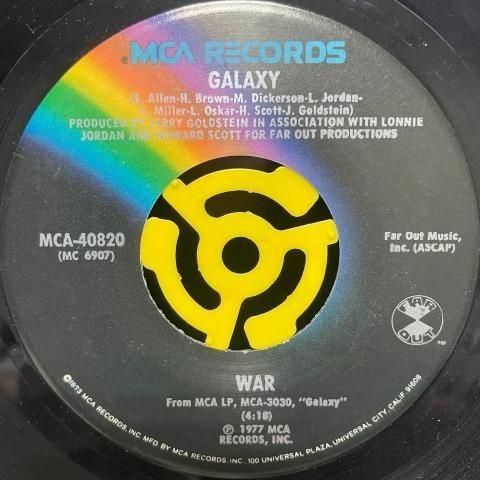 ®MCA RECORDS
GALAXY
(S. Allen-H. Brown-M. Dickerson-L. Jordan-
Miller-L. Oskar-H. Scott-J. Goldstein)
PRODUCED BY JERRY GOLDSTEIN IN ASSOCIATION WITH LONNIE
JORDAN AND HOWARD SCOTT FOR FAR OUT PRODUCTIONS
MCA-40820
(MC 6907)
Far Out Music,
Inc. (ASCAP)
FAR
OUT
TM
WAR
From MCA LP, MCA-3030, "Galaxy"
(4:18)
℗ 1977 MCA
RECORDS, INC.
©1973 MCA RECORDS, INC. MFG BY MCA RECORDS, INC., 100 UNIVERSAL PLAZA, UNIVERSAL CITY, CALIF. 91608